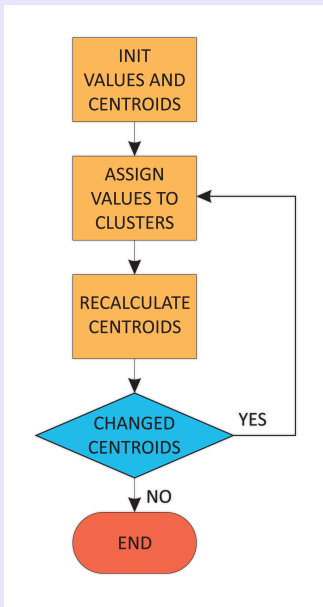 INIT
VALUES AND
CENTROIDS
ASSIGN
VALUES TO
CLUSTERS
RECALCULATE
CENTROIDS
CHANGED
CENTROIDS
YES
NO
END